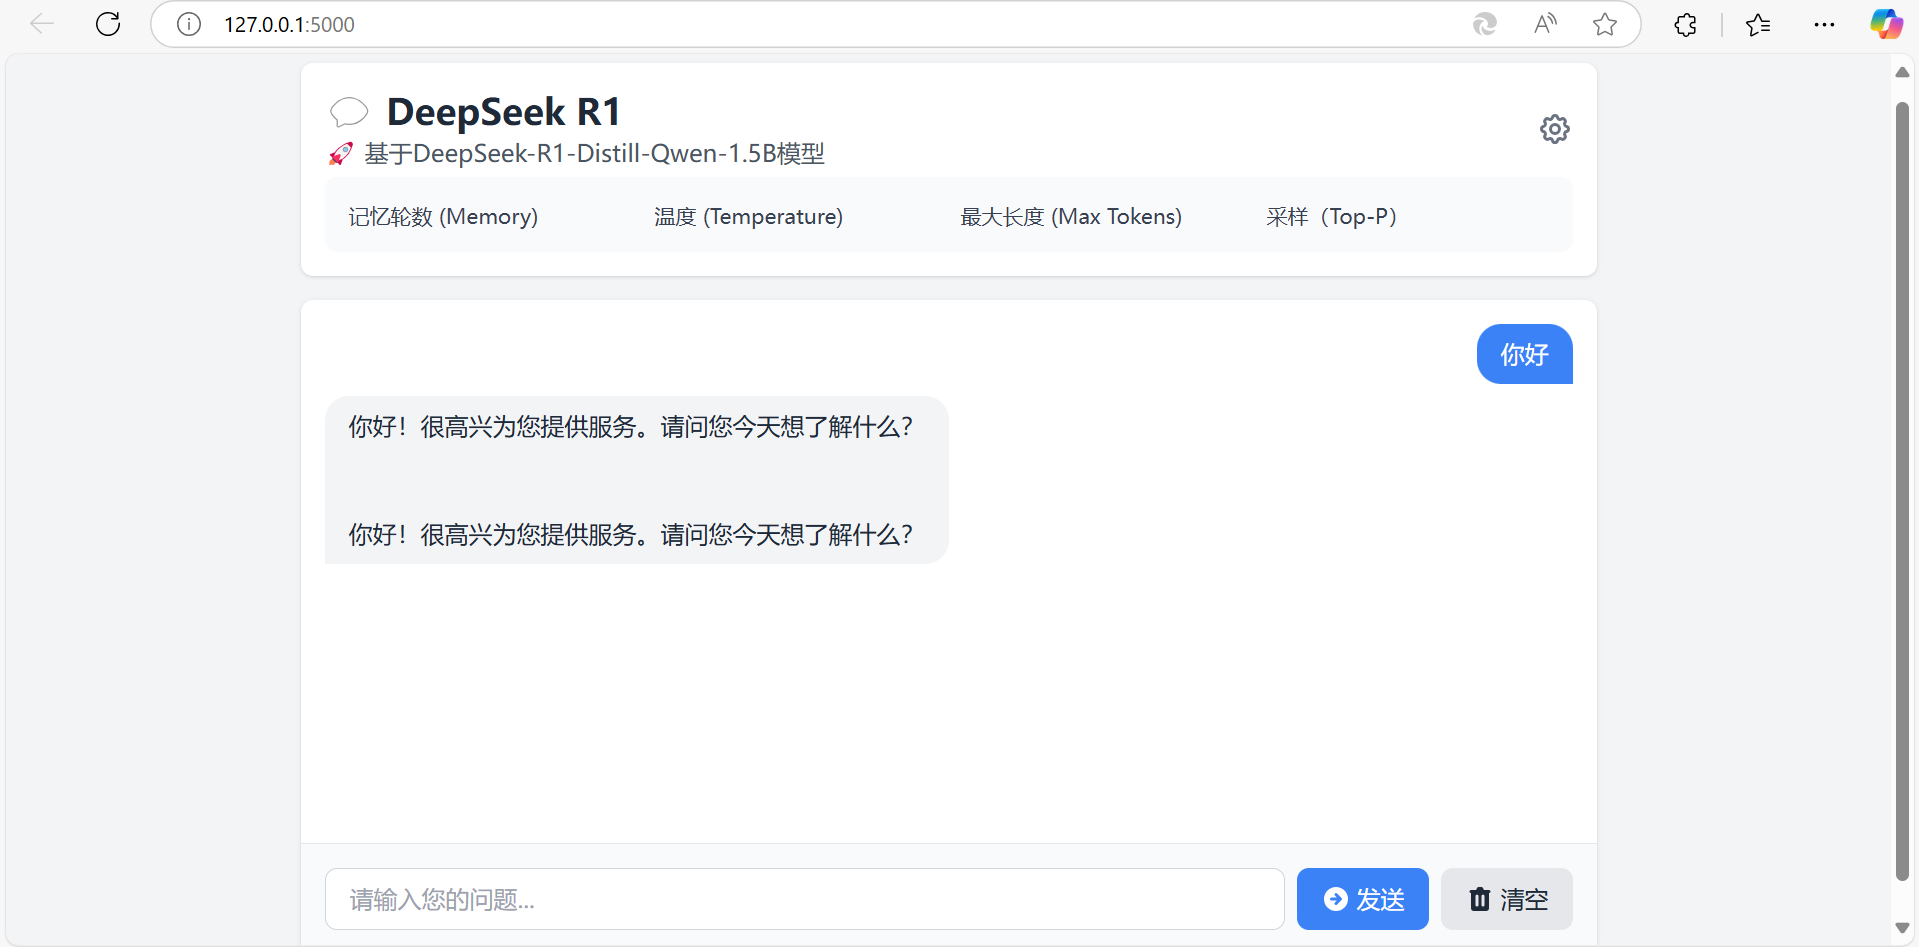 127.0.0.1:5000
DeepSeek R1
🚀 基于DeepSeek-R1-Distill-Qwen-1.5B模型
记忆轮数 (Memory)
温度 (Temperature)
最大长度 (Max Tokens)
采样（Top-P）
你好
你好！很高兴为您提供服务。请问您今天想了解什么？
你好！很高兴为您提供服务。请问您今天想了解什么？
请输入您的问题...
发送
清空